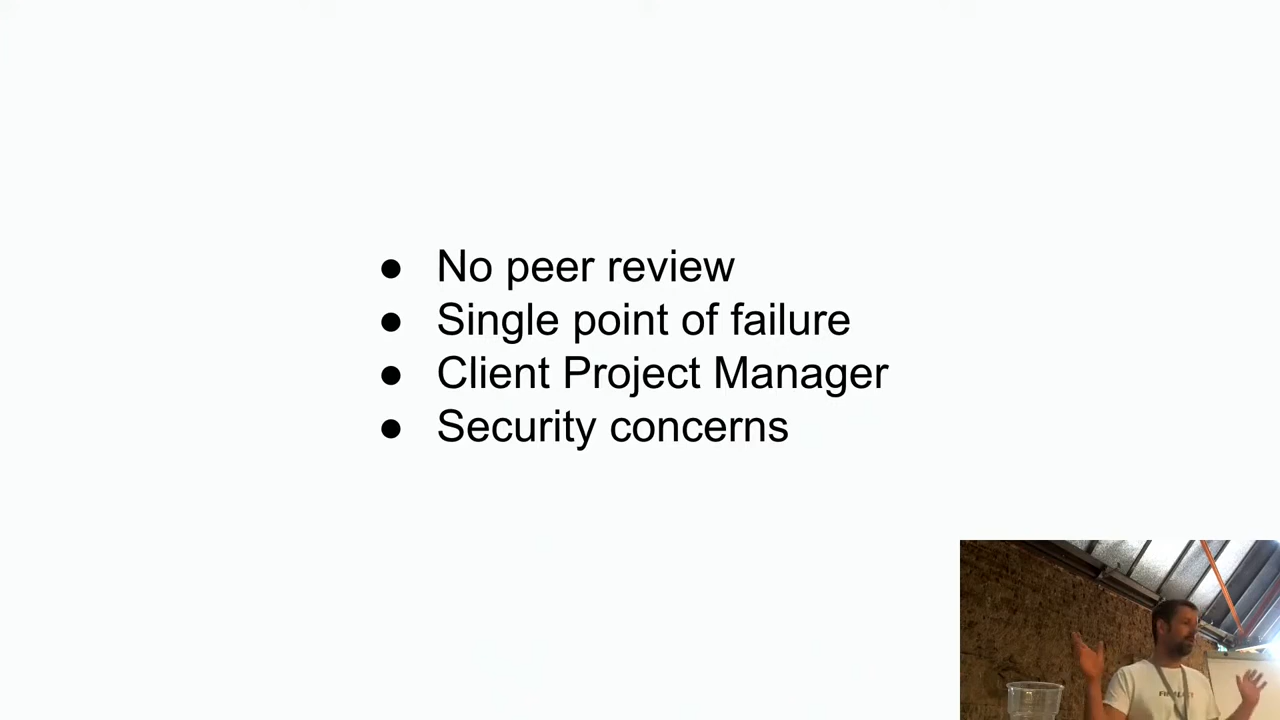 ● No peer review
● Single point of failure
● Client Project Manager
● Security concerns